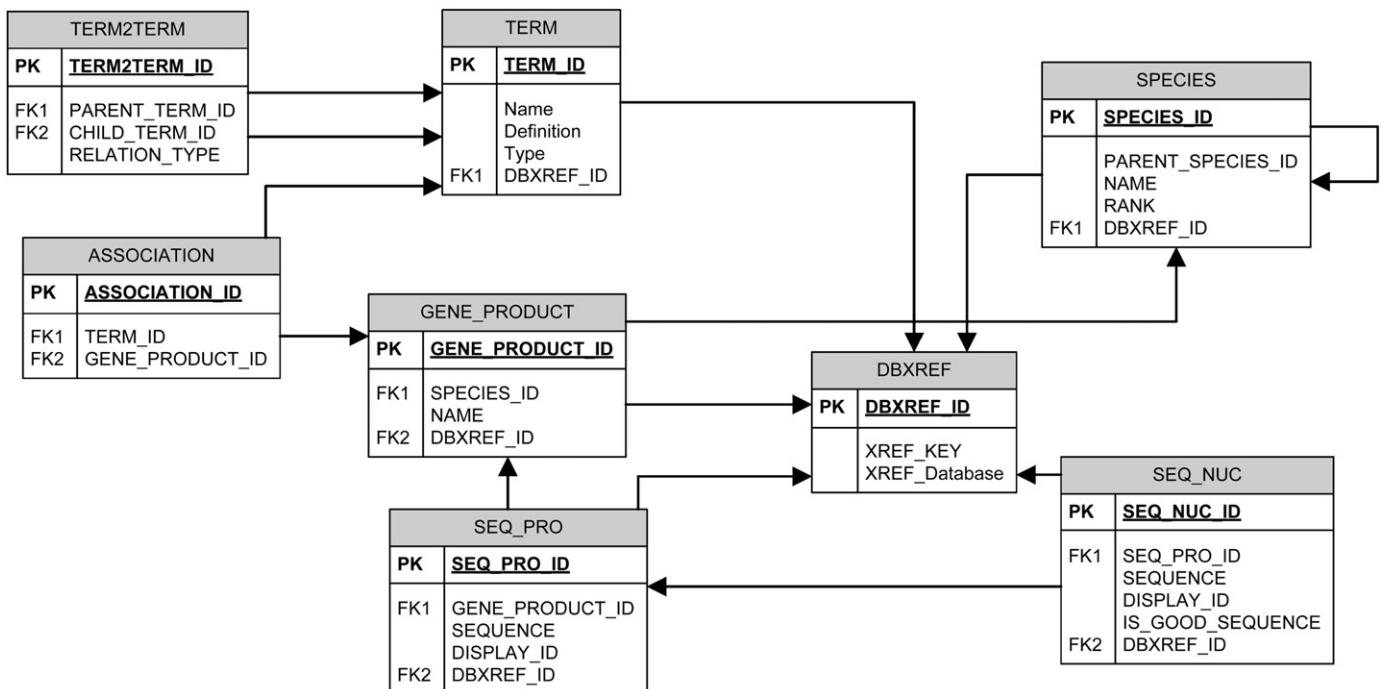 TERM2TERM
PK TERM2TERM_ID
FK1 PARENT_TERM_ID
FK2 CHILD_TERM_ID
RELATION_TYPE
TERM
PK TERM_ID
Name
Definition
Type
FK1 DBXREF_ID
SPECIES
PK SPECIES_ID
PARENT_SPECIES_ID
NAME
RANK
FK1 DBXREF_ID
ASSOCIATION
PK ASSOCIATION_ID
FK1 TERM_ID
FK2 GENE_PRODUCT_ID
GENE_PRODUCT
PK GENE_PRODUCT_ID
FK1 SPECIES_ID
NAME
FK2 DBXREF_ID
DBXREF
PK DBXREF_ID
XREF_KEY
XREF_Database
SEQ_PRO
PK SEQ_PRO_ID
FK1 GENE_PRODUCT_ID
SEQUENCE
DISPLAY_ID
FK2 DBXREF_ID
SEQ_NUC
PK SEQ_NUC_ID
FK1 SEQ_PRO_ID
SEQUENCE
DISPLAY_ID
IS_GOOD_SEQUENCE
FK2 DBXREF_ID